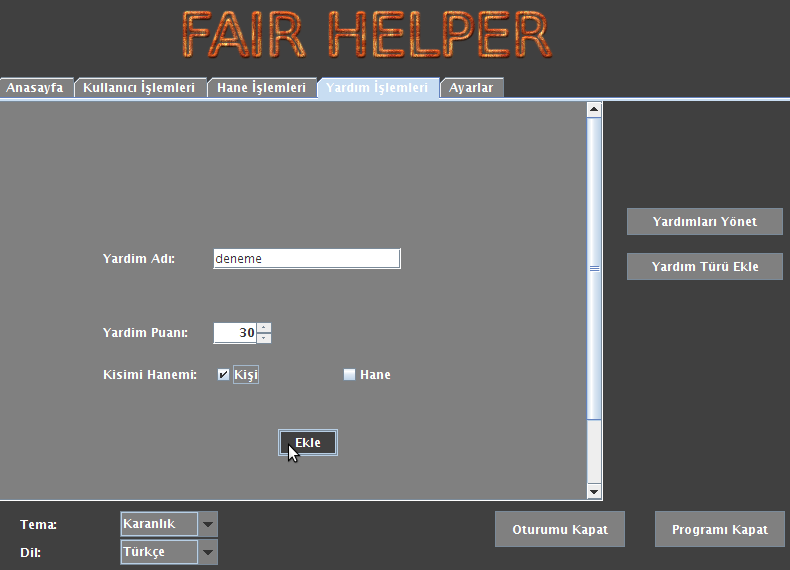 FAIR HELPER
Anasayfa Kullanıcı İşlemleri Hane İşlemleri Yardım İşlemleri Ayarlar
Yardımları Yönet
Yardim Adı: deneme
Yardım Türü Ekle
Yardim Puanı: 30
Kisimi Hanemi: Kişi Hane
Ekle
Tema: Karanlık
Oturumu Kapat Programı Kapat
Dil: Türkçe